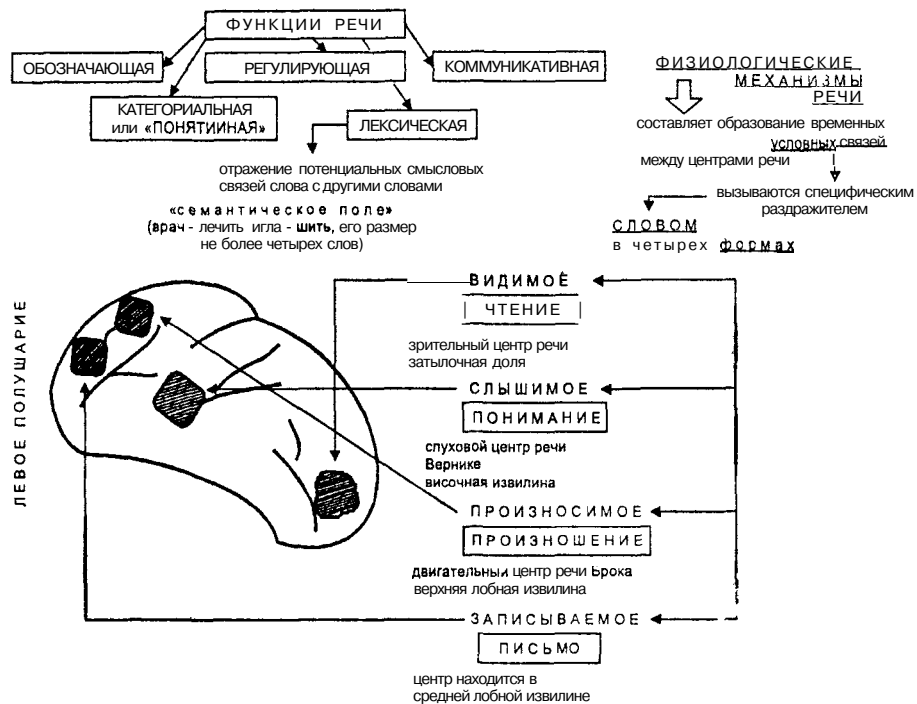 ФУНКЦИИ РЕЧИ
ОБОЗНАЧАЮЩАЯ
РЕГУЛИРУЮЩАЯ
КОММУНИКАТИВНАЯ
КАТЕГОРИАЛЬНАЯ
или «ПОНЯТИИНАЯ»
ЛЕКСИЧЕСКАЯ
отражение потенциальных смысловых
связей слова с другими словами
«семантическое поле»
(врач - лечить игла - шить, его размер
не более четырех слов)
ФИЗИОЛОГИЧЕСКИЕ
МЕХАНИЗМЫ
РЕЧИ
составляет образование временных
условных связей
между центрами речи
вызываются специфическим
раздражителем
СЛОВОМ
в четырех формах
ЛЕВОЕ ПОЛУШАРИЕ
ВИДИМОЕ
ЧТЕНИЕ
зрительный центр речи
затылочная доля
СЛЫШИМОЕ
ПОНИМАНИЕ
слуховой центр речи
Вернике
височная извилина
ПРОИЗНОСИМОЕ
ПРОИЗНОШЕНИЕ
двигательный центр речи Брока
верхняя лобная извилина
ЗАПИСЫВАЕМОЕ
ПИСЬМО
центр находится в
средней лобной извилине